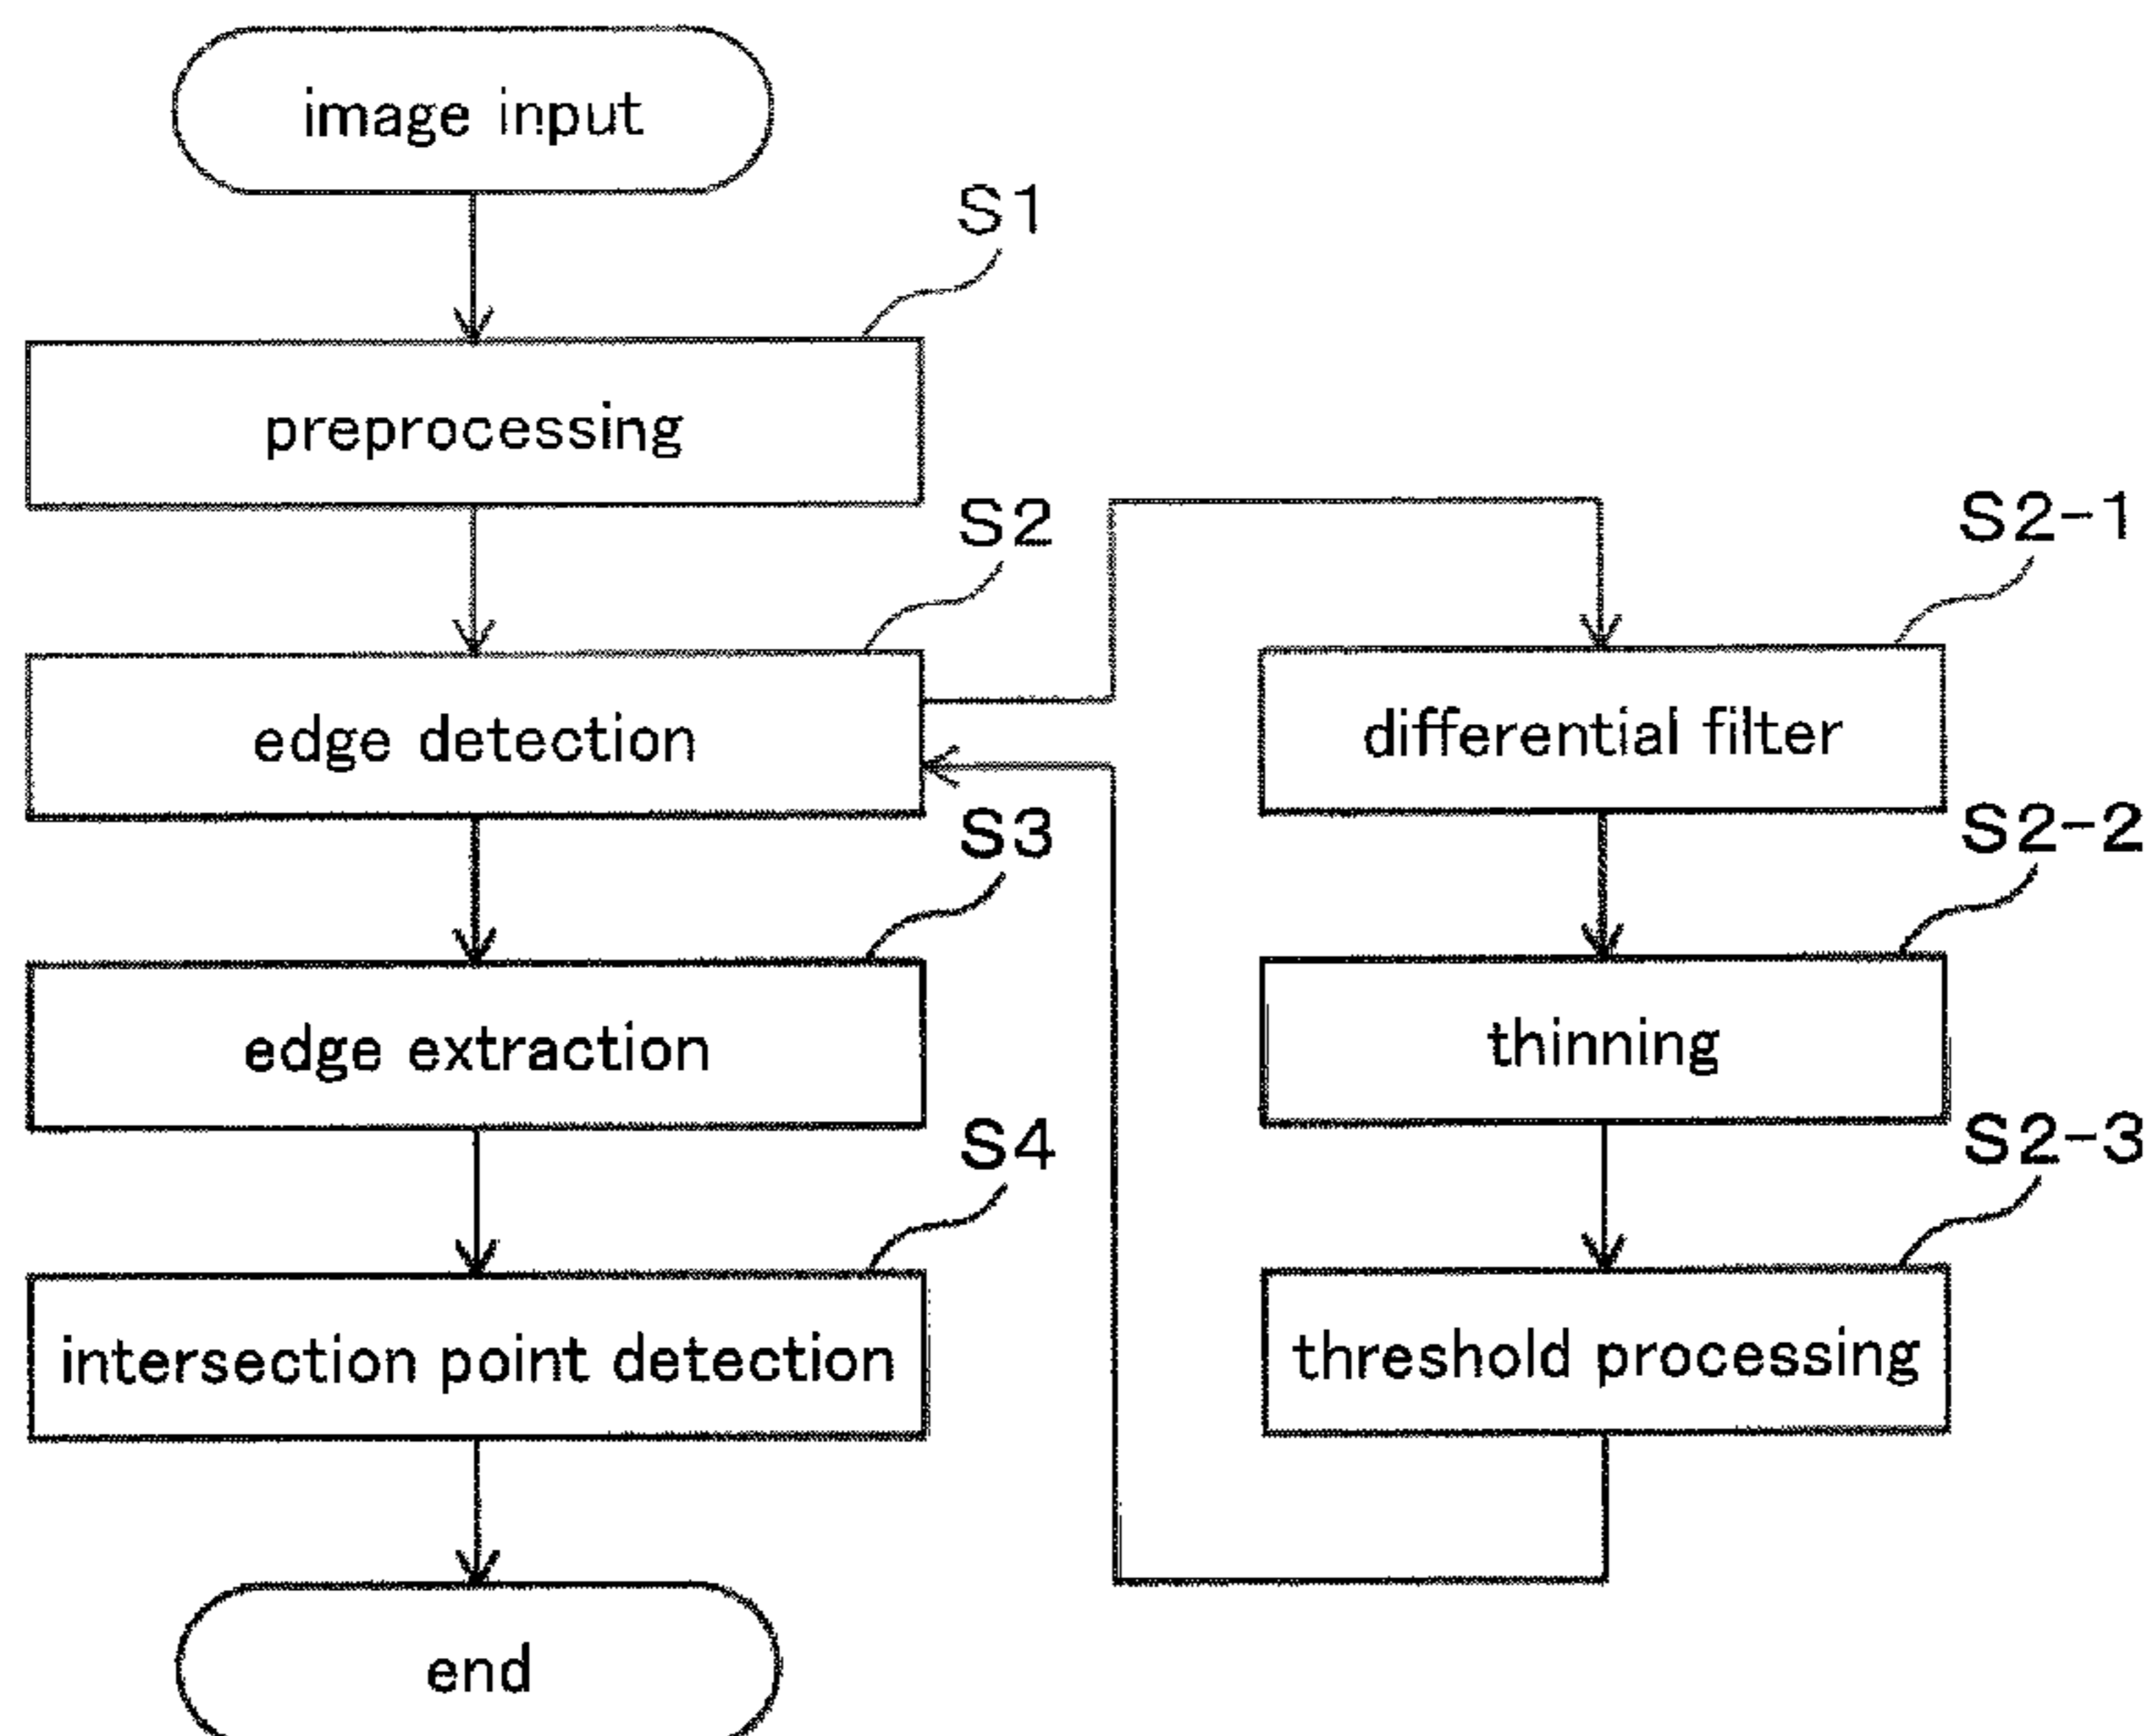 image input
S1
preprocessing
S2
edge detection
S3
edge extraction
S4
intersection point detection
end
S2-1
differential filter
S2-2
thinning
S2-3
threshold processing